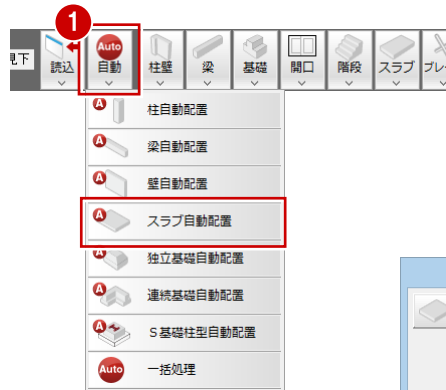 1
見下 読込 Auto 自動 柱壁 梁 基礎 開口 階段 スラブ ブレー
A 柱自動配置
A 梁自動配置
A 壁自動配置
A スラブ自動配置
A 独立基礎自動配置
A 連続基礎自動配置
A S基礎柱型自動配置
Auto 一括処理